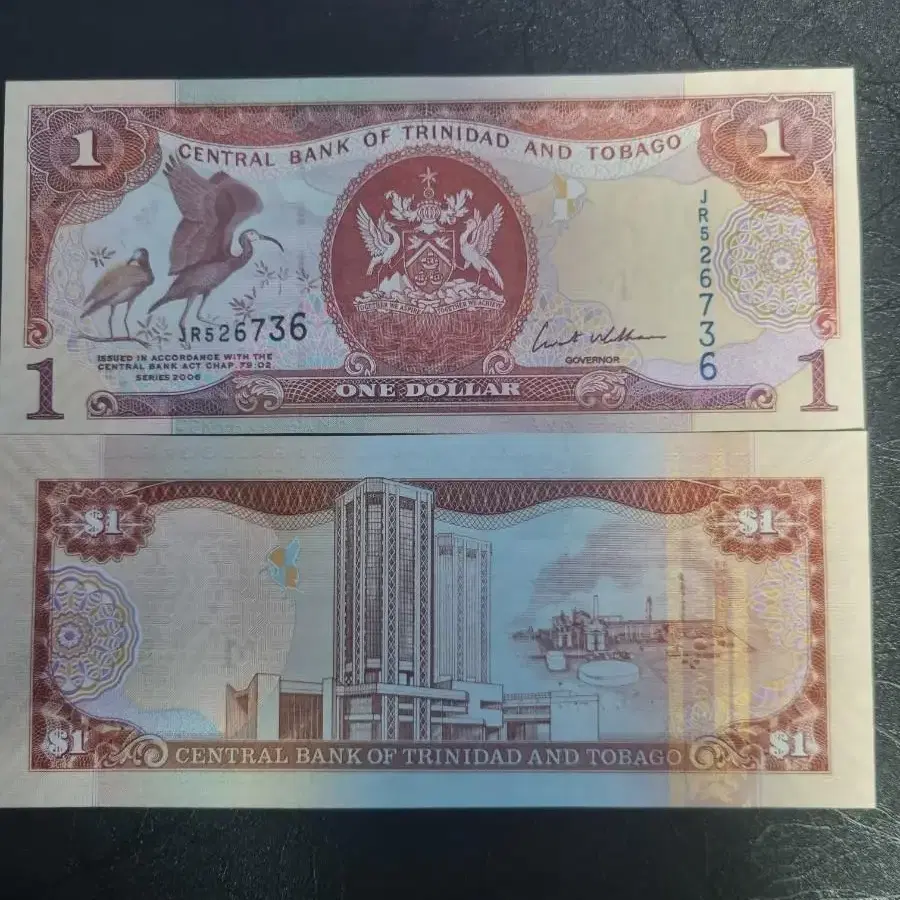 1
1
CENTRAL BANK OF TRINIDAD AND TOBAGO
JR526736
JR526736
ISSUED IN ACCORDANCE WITH THE
CENTRAL BANK ACT CHAP. 79:02
SERIES 2006
GOVERNOR
1
ONE DOLLAR
1
$1
$1
$1
CENTRAL BANK OF TRINIDAD AND TOBAGO
$1